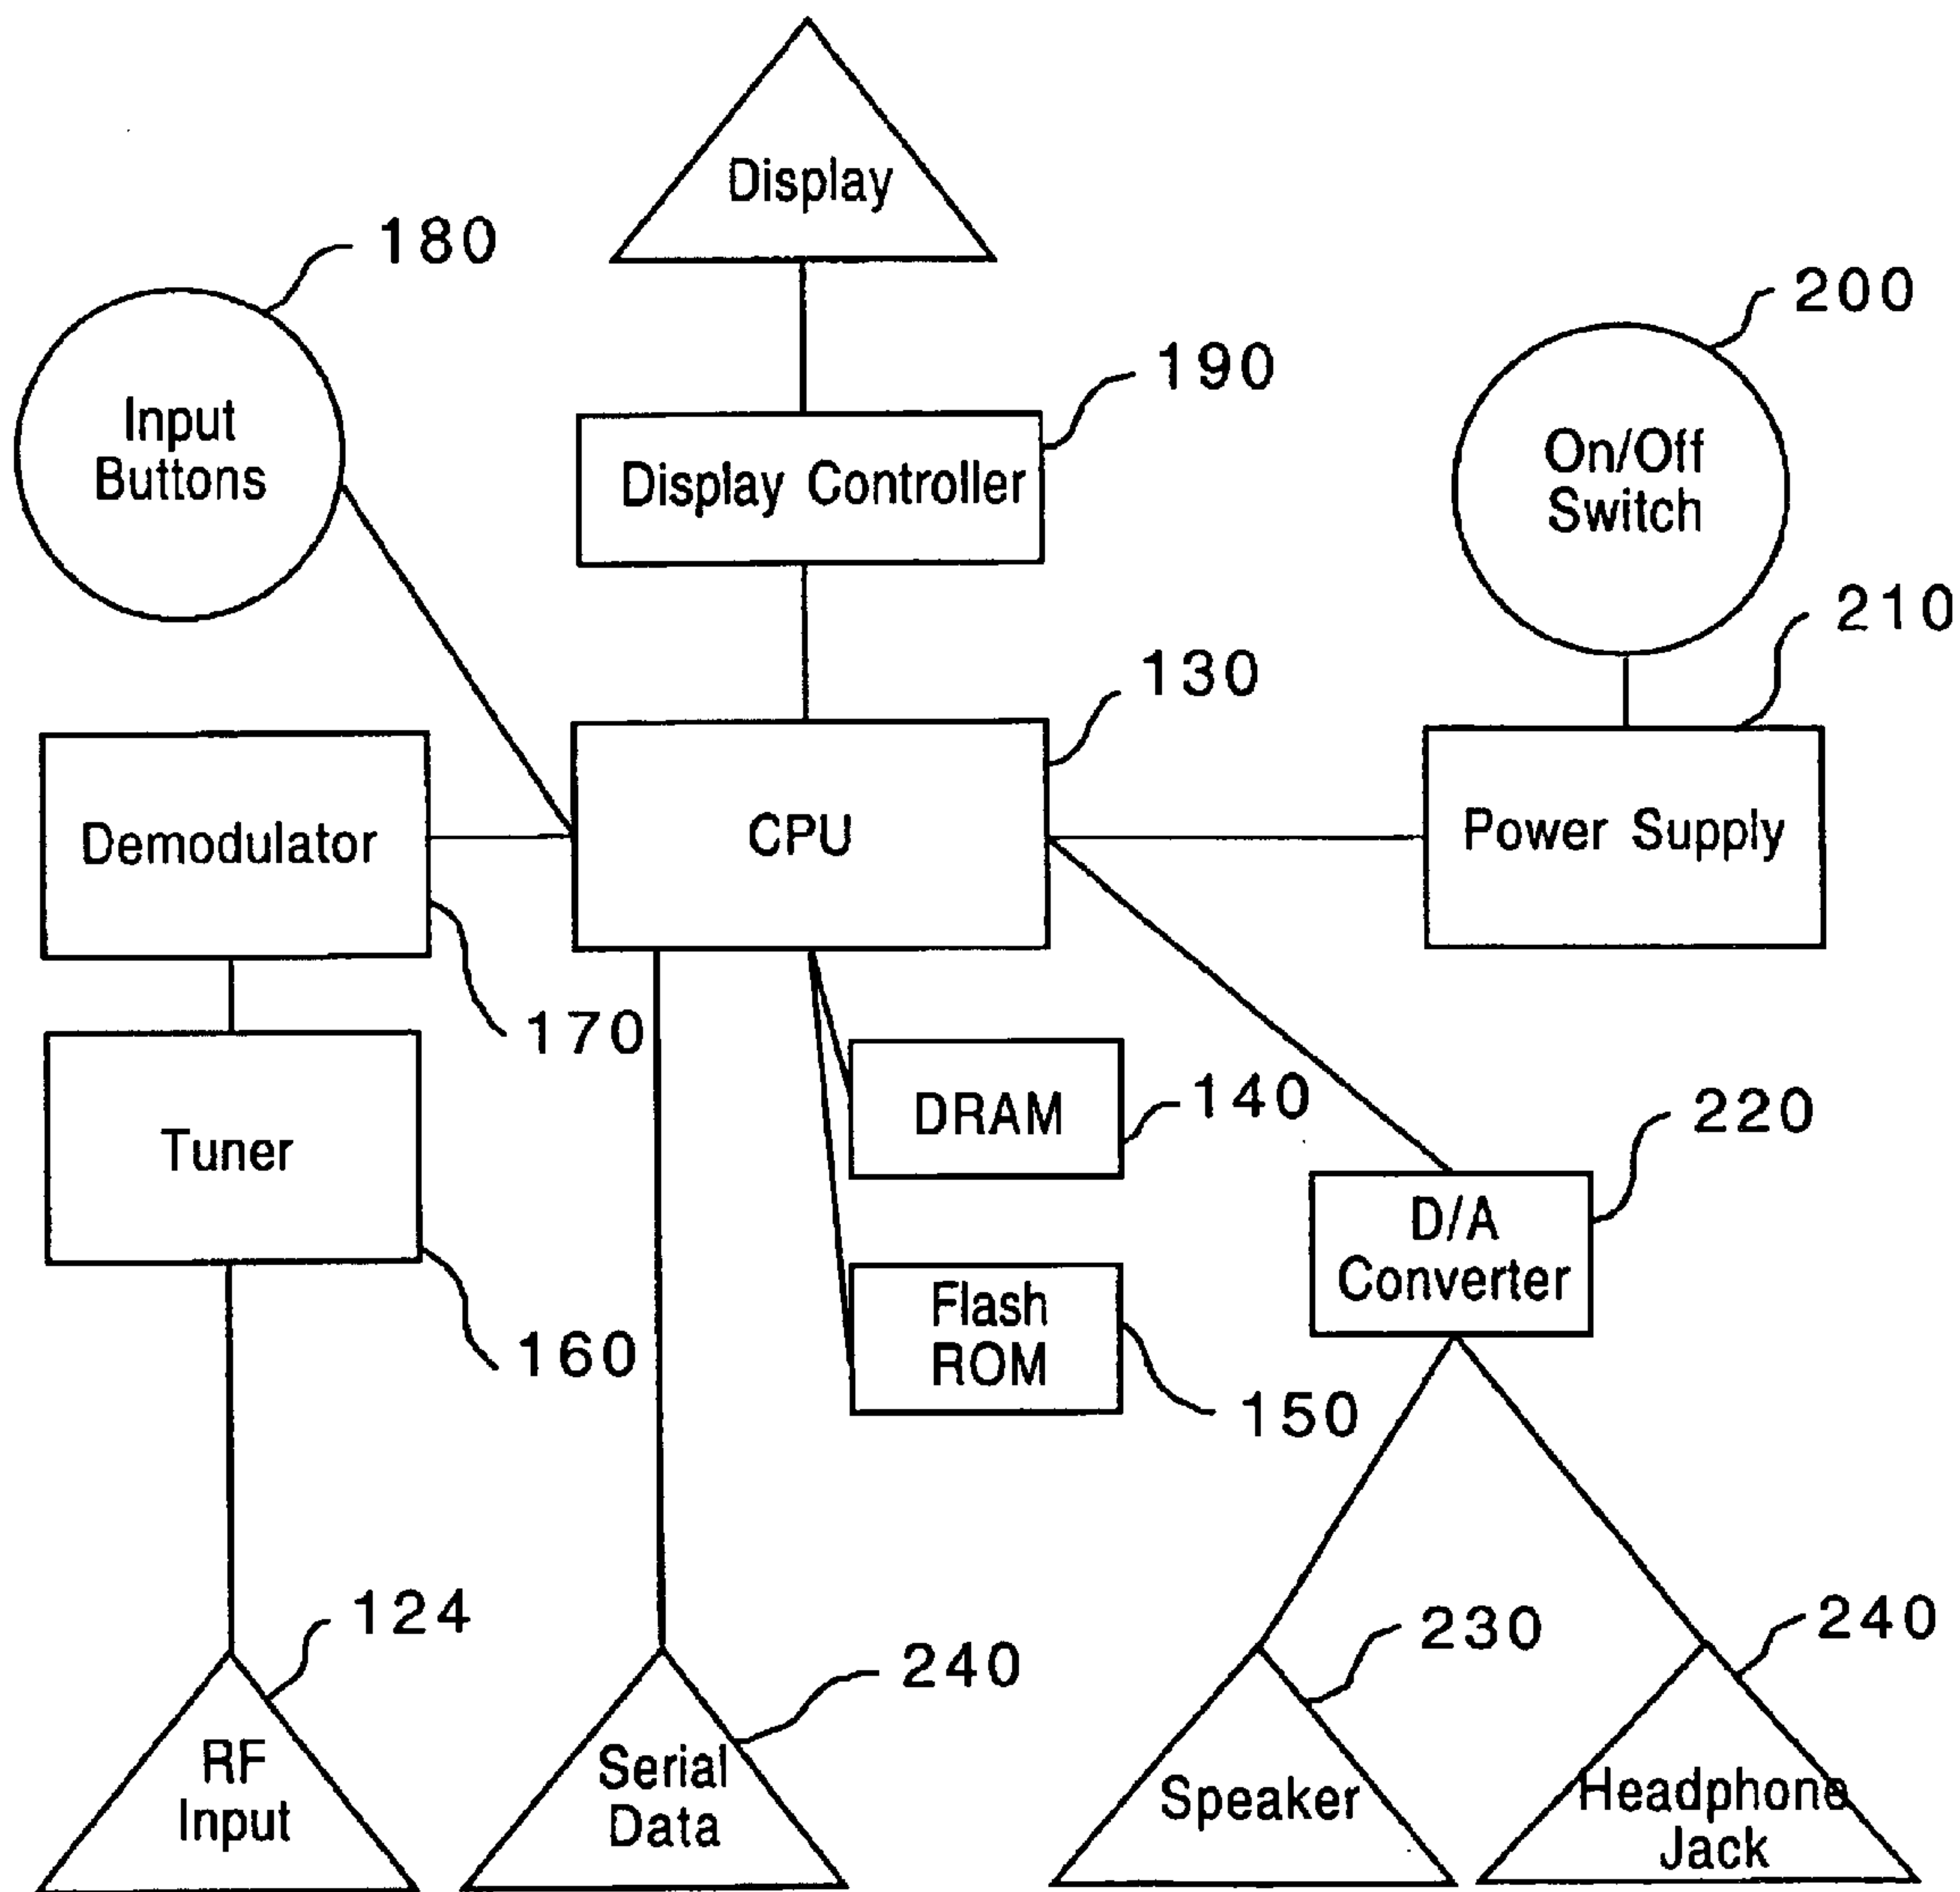 Display
180
200
190
Input
Buttons
Display Controller
On/Off
Switch
210
130
Demodulator
CPU
Power Supply
170
DRAM
140
220
Tuner
D/A
Converter
160
Flash
ROM
150
124
230
240
240
RF
Input
Serial
Data
Speaker
Headphone
Jack